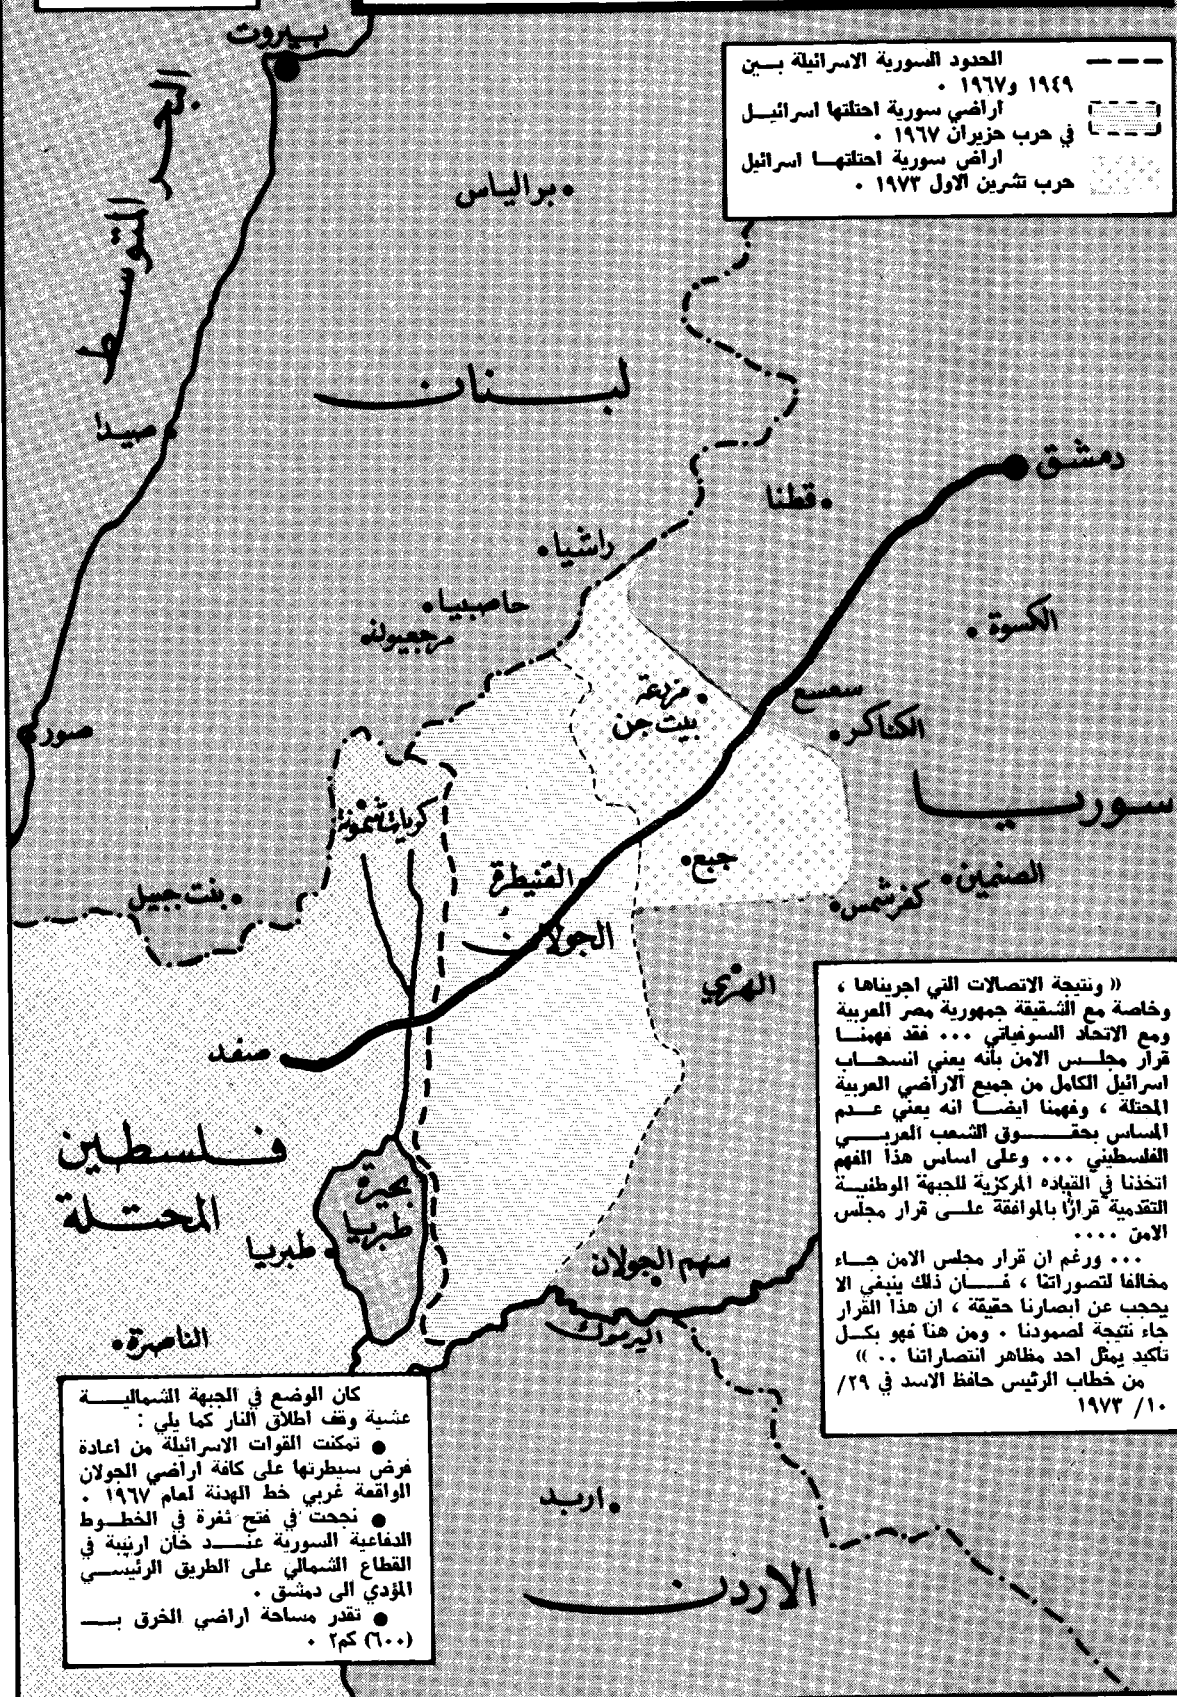 بيروت
البحر
المتوسط
الحدود السورية الاسرائيلة بين
١٩٤٩ و١٩٦٧ .
اراضي سورية احتلتها اسرائيل
في حرب حزيران ١٩٦٧ .
اراض سورية احتلتها اسرائيل
حرب تشرين الاول ١٩٧٣ .
بر الياس
لبنان
صيدا
دمشق
قطنا
راشيا
حاصبيا
مرجعيون
الكسوة
مزرعة
بيت جن
سعسع
الكناكر
صور
سوريا
كريات شمونة
جبع
القنيطرة
الصنمين
كفر شمس
بنت جبيل
الجولان
صفد
فلسطين
المحتلة
بحيرة
طبريا
طبريا
سهم الجولان
اليرموك
الناصرة
« ونتيجة الاتصالات التي اجريناها ،
وخاصة مع الشقيقة جمهورية مصر العربية
ومع الاتحاد السوفياتي ... فقد فهمنا
قرار مجلس الامن بانه يعني انسحاب
اسرائيل الكامل من جميع الاراضي العربية
المحتلة ، وفهمنا ايضا انه يعني عدم
المساس بحقوق الشعب العربي
الفلسطيني ... وعلى اساس هذا الفهم
اتخذنا في القياده المركزية للجبهة الوطنية
التقدمية قرارا بالموافقة على قرار مجلس
الامن ....
... ورغم ان قرار مجلس الامن جاء
مخالفا لتصوراتنا ، فان ذلك ينبغي الا
يحجب عن ابصارنا حقيقة ، ان هذا القرار
جاء نتيجة لصمودنا . ومن هنا فهو بكل
تأكيد يمثل احد مظاهر انتصاراتنا .. »
من خطاب الرئيس حافظ الاسد في ٢٩/
١٠/ ١٩٧٣
كان الوضع في الجبهة الشمالية
عشية وقف اطلاق النار كما يلي :
● تمكنت القوات الاسرائيلة من اعادة
فرض سيطرتها على كافة اراضي الجولان
الواقعة غربي خط الهدنة لعام ١٩٦٧ .
● نجحت في فتح ثغرة في الخطوط
الدفاعية السورية عند خان ارنبة في
القطاع الشمالي على الطريق الرئيسي
المؤدي الى دمشق .
● تقدر مساحة اراضي الخرق بـ
(٦٠٠) كم٢ .
اربد
الاردن